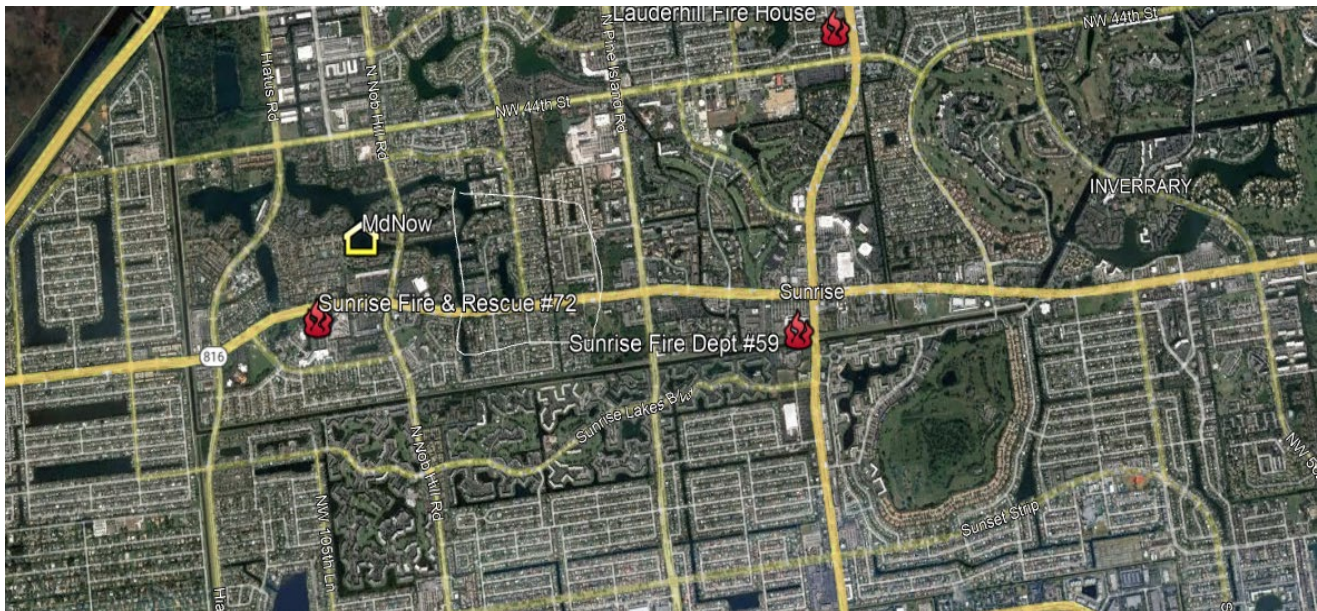 Lauderhill Fire House
NW 44th St
Hiatus Rd
N Nob Hill Rd
N Pine Island Rd
NW 44th St
INVERRARY
MdNow
Sunrise Fire & Rescue #72
Sunrise
Sunrise Fire Dept #59
816
Sunrise Lakes Blvd
N Nob Hill Rd
NW 105th Ln
Sunset Strip